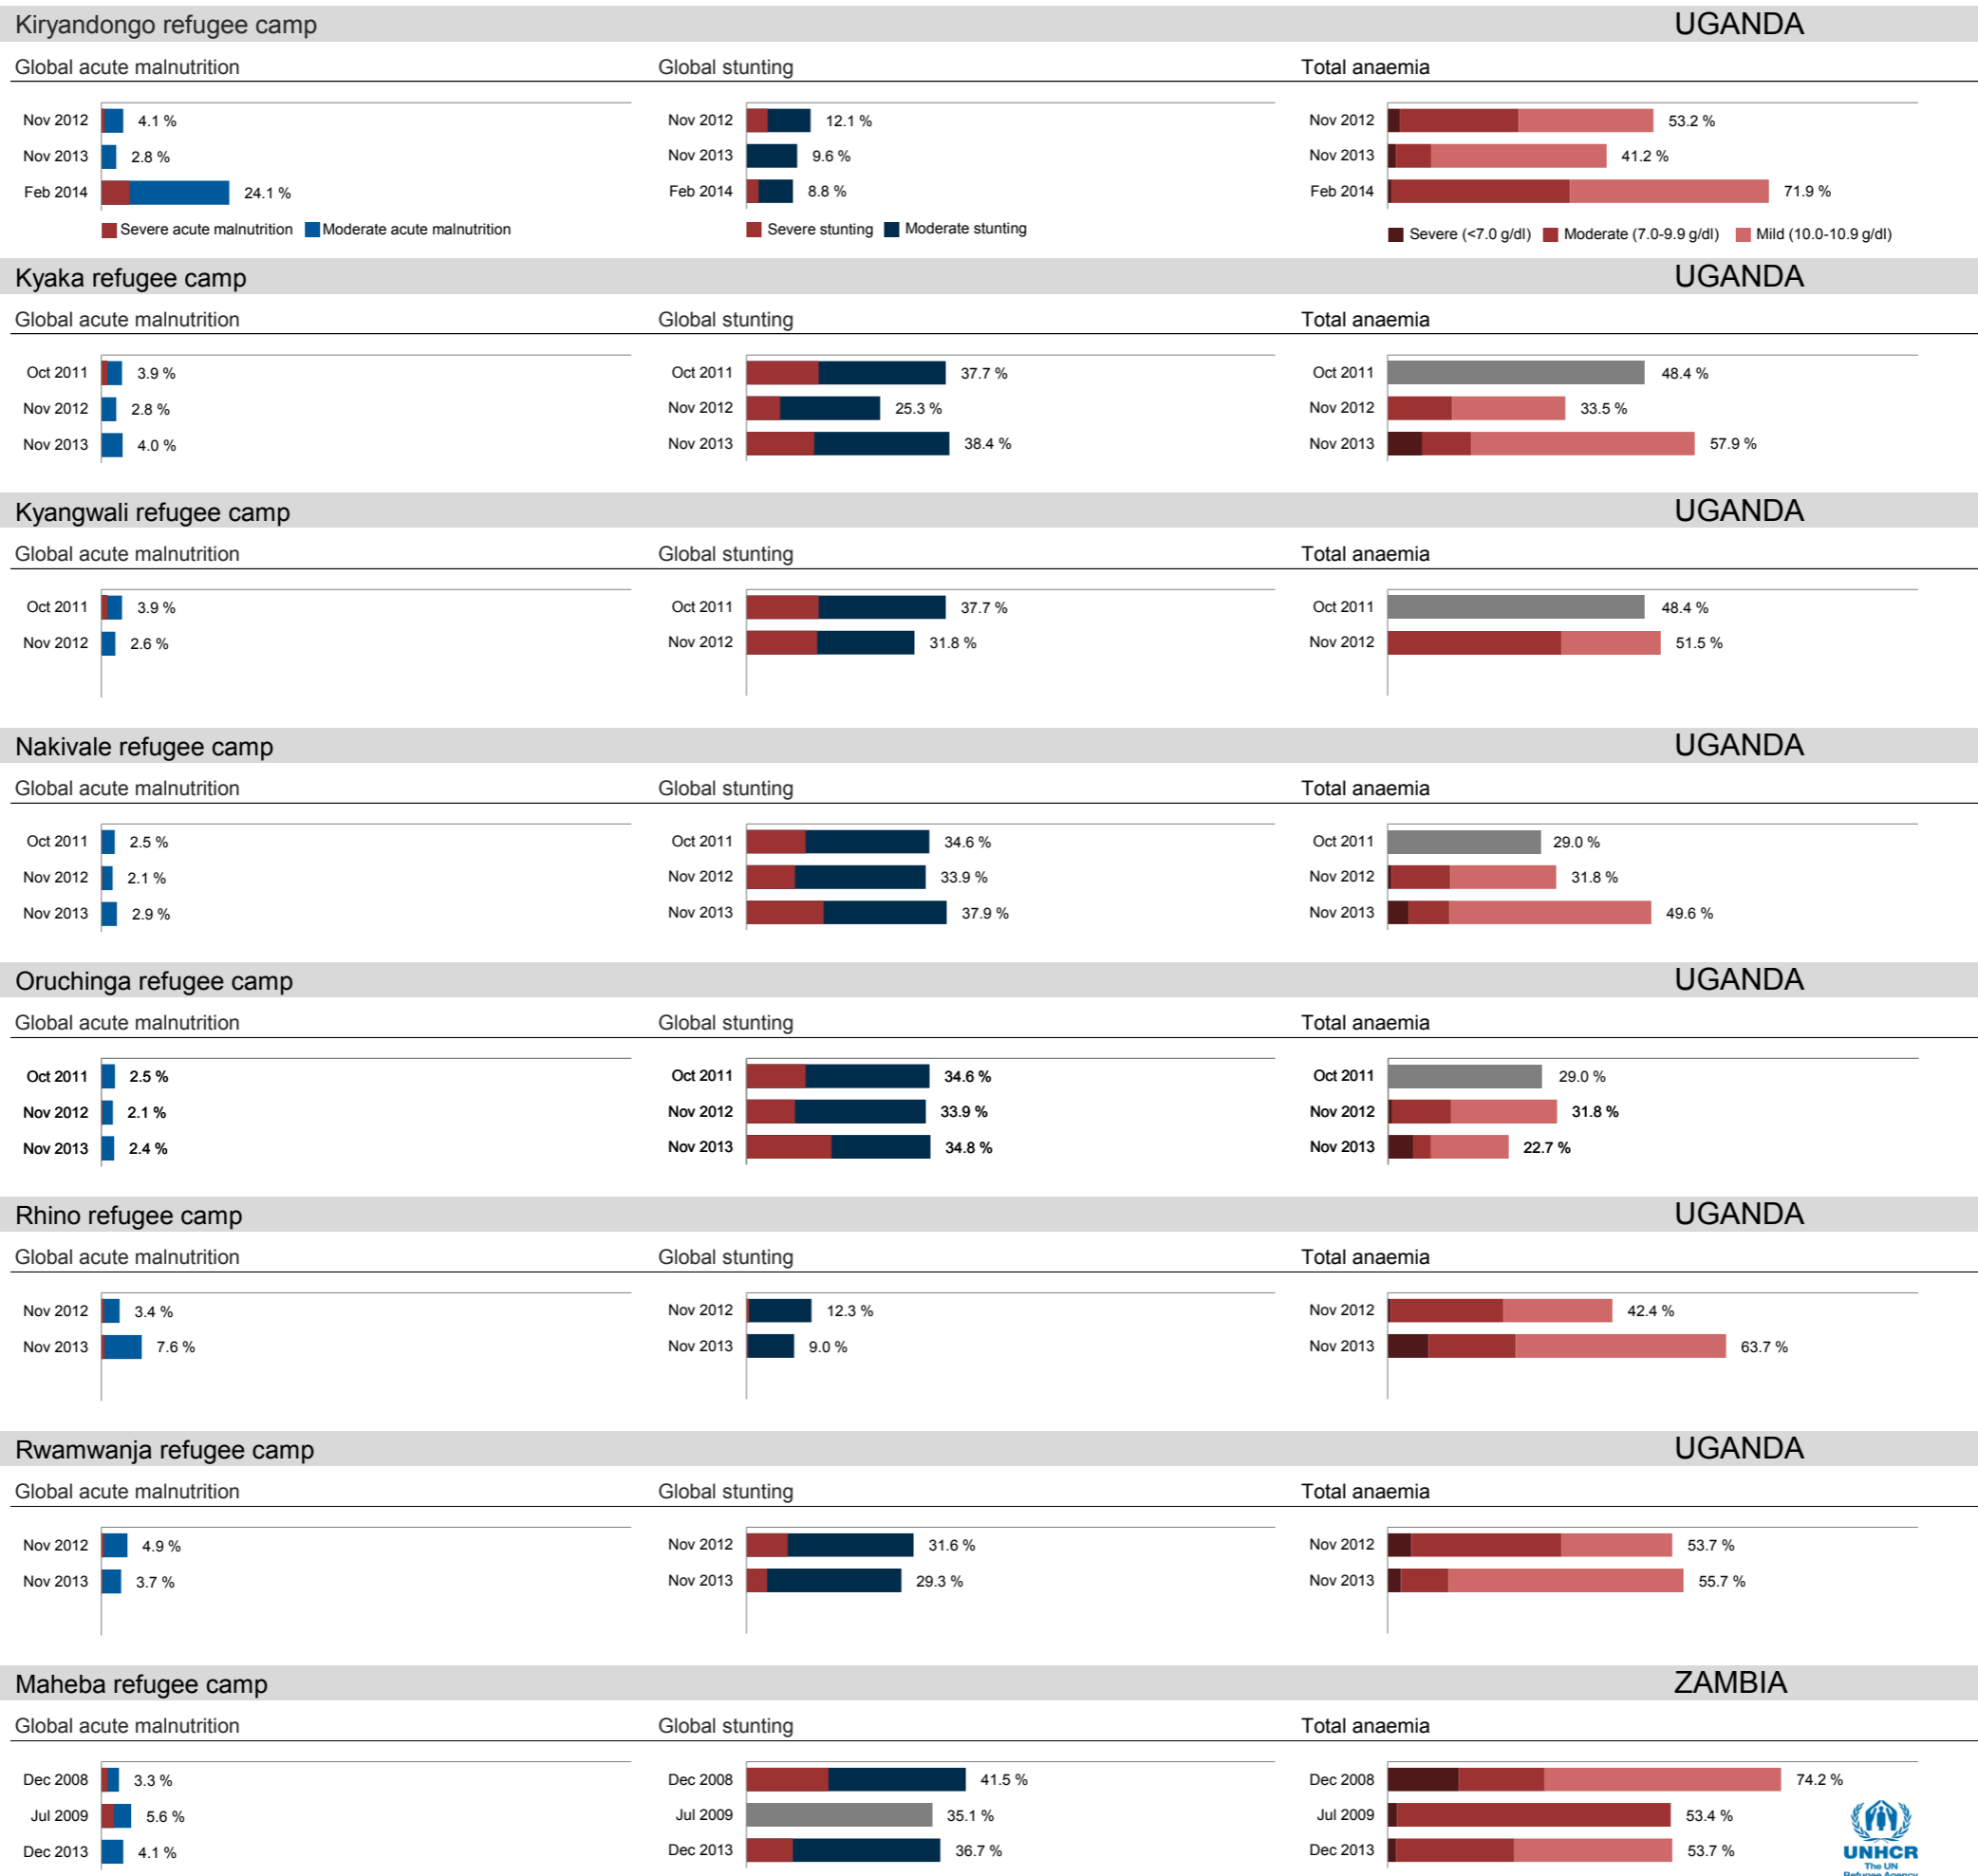 Kiryandongo refugee camp UGANDA
Global acute malnutrition Global stunting Total anaemia
Nov 2012 4.1 % Nov 2012 12.1 % Nov 2012 53.2 %
Nov 2013 2.8 % Nov 2013 9.6 % Nov 2013 41.2 %
Feb 2014 24.1 % Feb 2014 8.8 % Feb 2014 71.9 %
Severe acute malnutrition Moderate acute malnutrition Severe stunting Moderate stunting Severe (<7.0 g/dl) Moderate (7.0-9.9 g/dl) Mild (10.0-10.9 g/dl)
Kyaka refugee camp UGANDA
Global acute malnutrition Global stunting Total anaemia
Oct 2011 3.9 % Oct 2011 37.7 % Oct 2011 48.4 %
Nov 2012 2.8 % Nov 2012 25.3 % Nov 2012 33.5 %
Nov 2013 4.0 % Nov 2013 38.4 % Nov 2013 57.9 %
Kyangwali refugee camp UGANDA
Global acute malnutrition Global stunting Total anaemia
Oct 2011 3.9 % Oct 2011 37.7 % Oct 2011 48.4 %
Nov 2012 2.6 % Nov 2012 31.8 % Nov 2012 51.5 %
Nakivale refugee camp UGANDA
Global acute malnutrition Global stunting Total anaemia
Oct 2011 2.5 % Oct 2011 34.6 % Oct 2011 29.0 %
Nov 2012 2.1 % Nov 2012 33.9 % Nov 2012 31.8 %
Nov 2013 2.9 % Nov 2013 37.9 % Nov 2013 49.6 %
Oruchinga refugee camp UGANDA
Global acute malnutrition Global stunting Total anaemia
Oct 2011 2.5 % Oct 2011 34.6 % Oct 2011 29.0 %
Nov 2012 2.1 % Nov 2012 33.9 % Nov 2012 31.8 %
Nov 2013 2.4 % Nov 2013 34.8 % Nov 2013 22.7 %
Rhino refugee camp UGANDA
Global acute malnutrition Global stunting Total anaemia
Nov 2012 3.4 % Nov 2012 12.3 % Nov 2012 42.4 %
Nov 2013 7.6 % Nov 2013 9.0 % Nov 2013 63.7 %
Rwamwanja refugee camp UGANDA
Global acute malnutrition Global stunting Total anaemia
Nov 2012 4.9 % Nov 2012 31.6 % Nov 2012 53.7 %
Nov 2013 3.7 % Nov 2013 29.3 % Nov 2013 55.7 %
Maheba refugee camp ZAMBIA
Global acute malnutrition Global stunting Total anaemia
Dec 2008 3.3 % Dec 2008 41.5 % Dec 2008 74.2 %
Jul 2009 5.6 % Jul 2009 35.1 % Jul 2009 53.4 %
Dec 2013 4.1 % Dec 2013 36.7 % Dec 2013 53.7 %
UNHCR
The UN
Refugee Agency